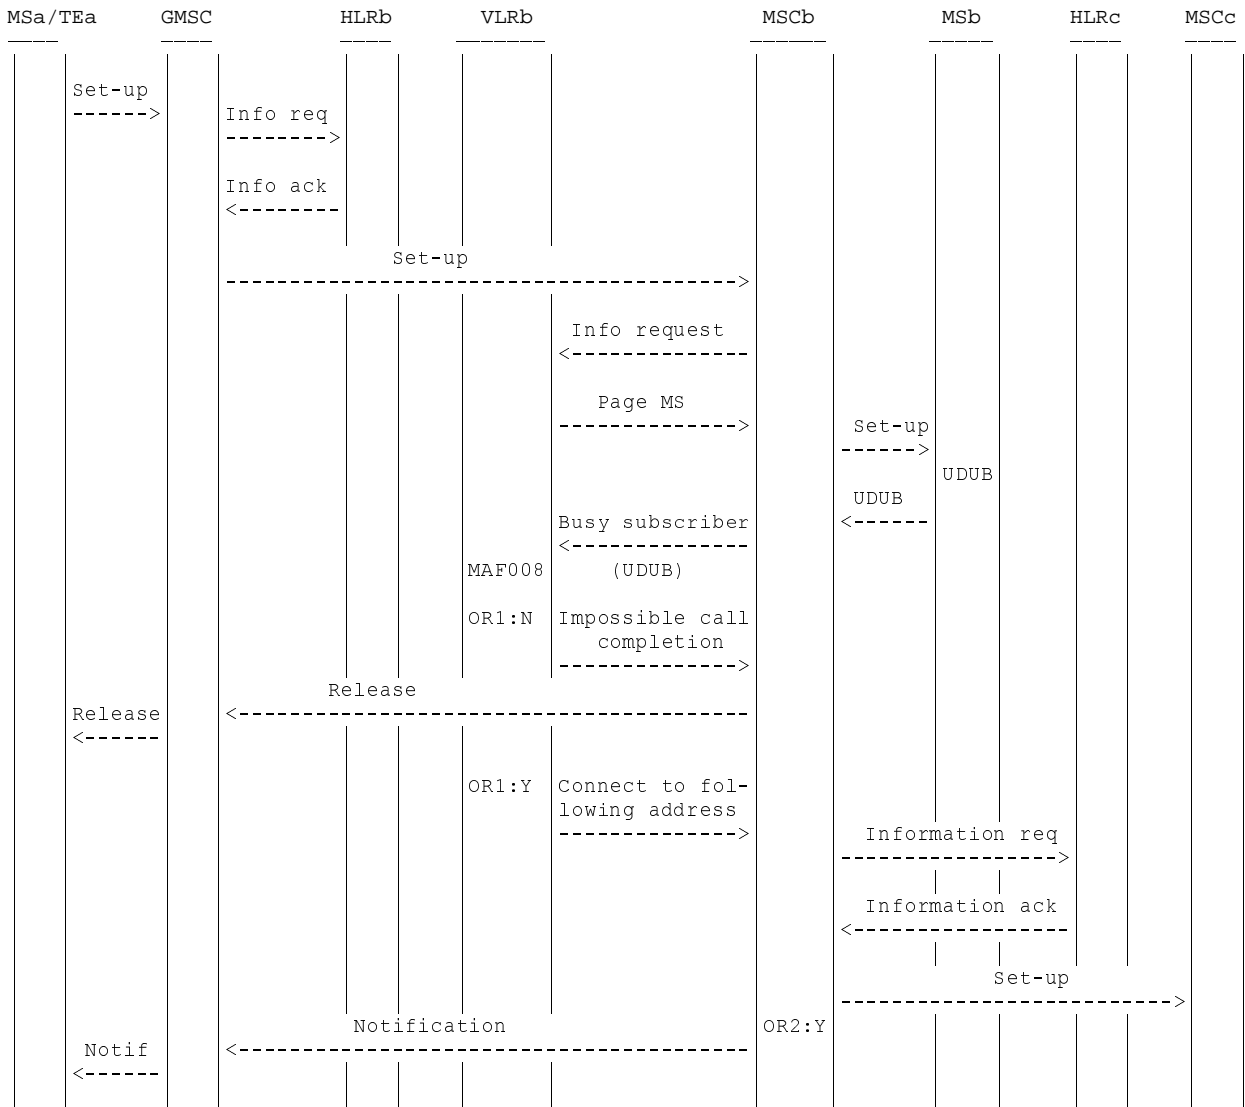 MSa/TEa GMSC HLRb VLRb MSCb MSb HLRc MSCc
Set-up
Info req
Info ack
Set-up
Info request
Page MS
Set-up
UDUB
UDUB
Busy subscriber
MAF008 (UDUB)
OR1:N Impossible call
completion
Release
Release
OR1:Y Connect to fol-
lowing address
Information req
Information ack
Set-up
Notification OR2:Y
Notif